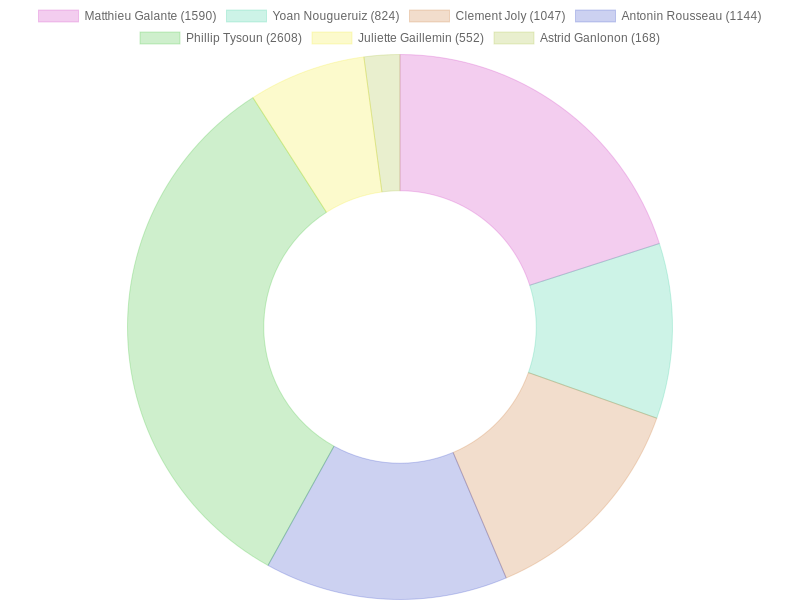 Matthieu Galante (1590) Yoan Nougueruiz (824) Clement Joly (1047) Antonin Rousseau (1144)
Phillip Tysoun (2608) Juliette Gaillemin (552) Astrid Ganlonon (168)